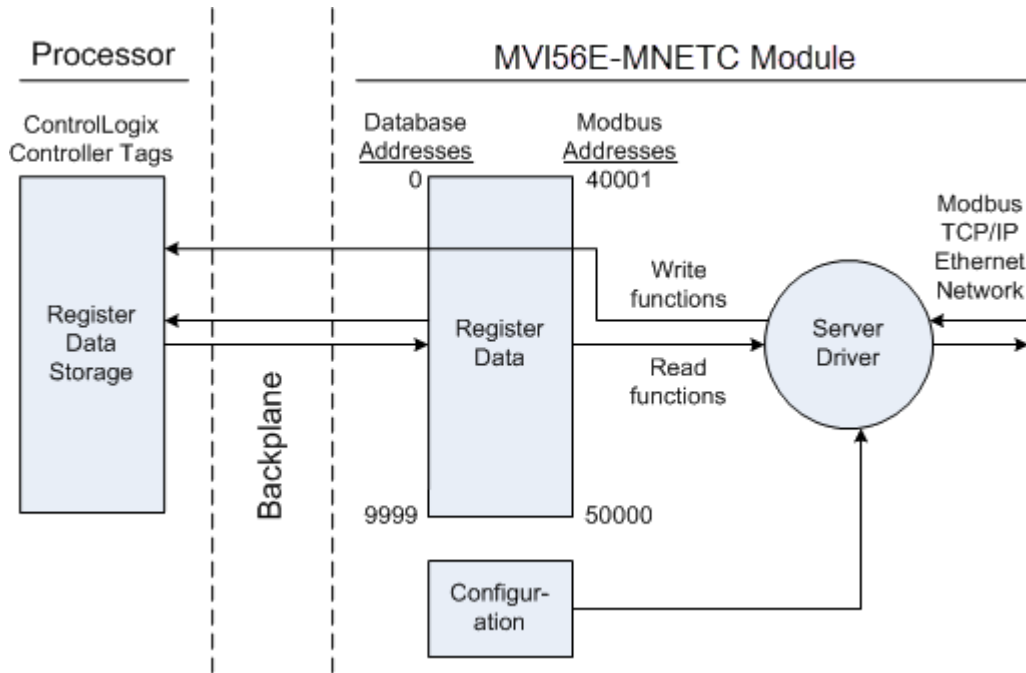 Processor
MVI56E-MNETC Module
ControlLogix
Controller Tags
Database
Addresses
Modbus
Addresses
0
40001
Modbus
TCP/IP
Ethernet
Network
Write
functions
Register
Data
Storage
Register
Data
Server
Driver
Read
functions
Backplane
9999
50000
Configur-
ation